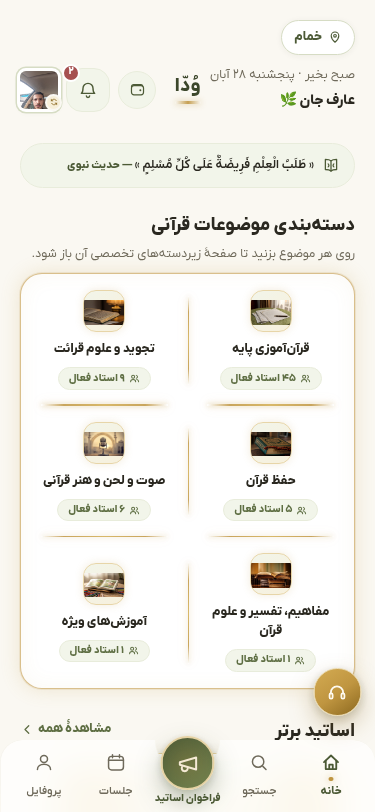 خمام
صبح بخیر · پنجشنبه ۲۸ آبان
عارف جان 🌿
وُدّا
۲
« طَلَبُ الْعِلْمِ فَرِیضَةٌ عَلَی كُلِّ مُسْلِمٍ » — حدیث نبوی
دسته‌بندی موضوعات قرآنی
روی هر موضوع بزنید تا صفحهٔ زیردسته‌های تخصصی آن باز شود.
قرآن‌آموزی پایه
۴۵ استاد فعال
تجوید و علوم قرائت
۹ استاد فعال
حفظ قرآن
۵ استاد فعال
صوت و لحن و هنر قرآنی
۶ استاد فعال
مفاهیم، تفسیر و علوم
قرآن
۱ استاد فعال
آموزش‌های ویژه
۱ استاد فعال
اساتید برتر
مشاهدهٔ همه
خانه
جستجو
فراخوان اساتید
جلسات
پروفایل